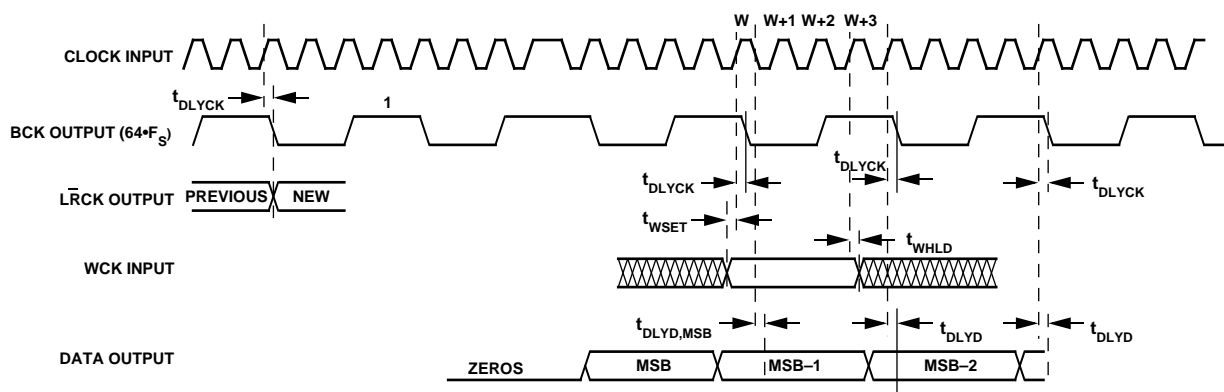 W W+1 W+2 W+3
CLOCK INPUT
tDLYCK
1
BCK OUTPUT (64•FS)
tDLYCK
tDLYCK
tDLYCK
L̄RCK OUTPUT
PREVIOUS NEW
tWSET
tWHLD
WCK INPUT
tDLYD,MSB
tDLYD
tDLYD
DATA OUTPUT
ZEROS MSB MSB–1 MSB–2